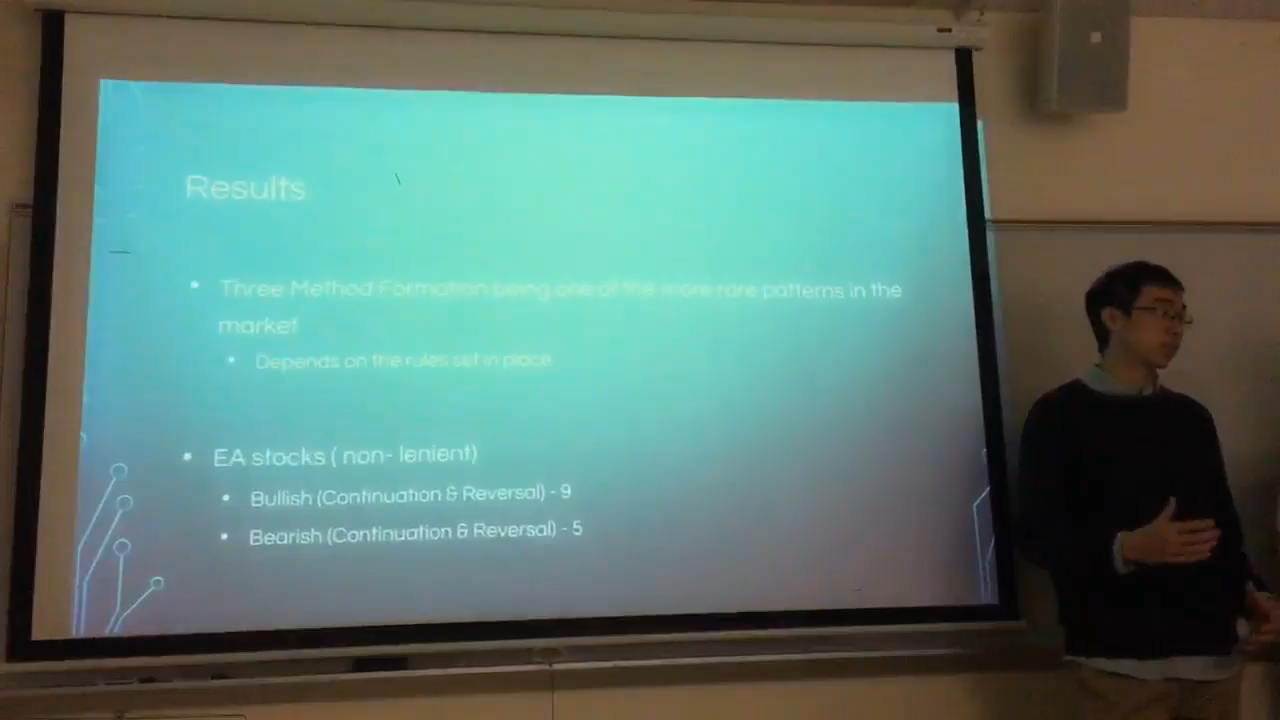 Results
Three Method Formation being one of the more rare patterns in the
market
Depends on the rules set in place
EA stocks ( non- lenient)
Bullish (Continuation & Reversal) - 9
Bearish (Continuation & Reversal) - 5